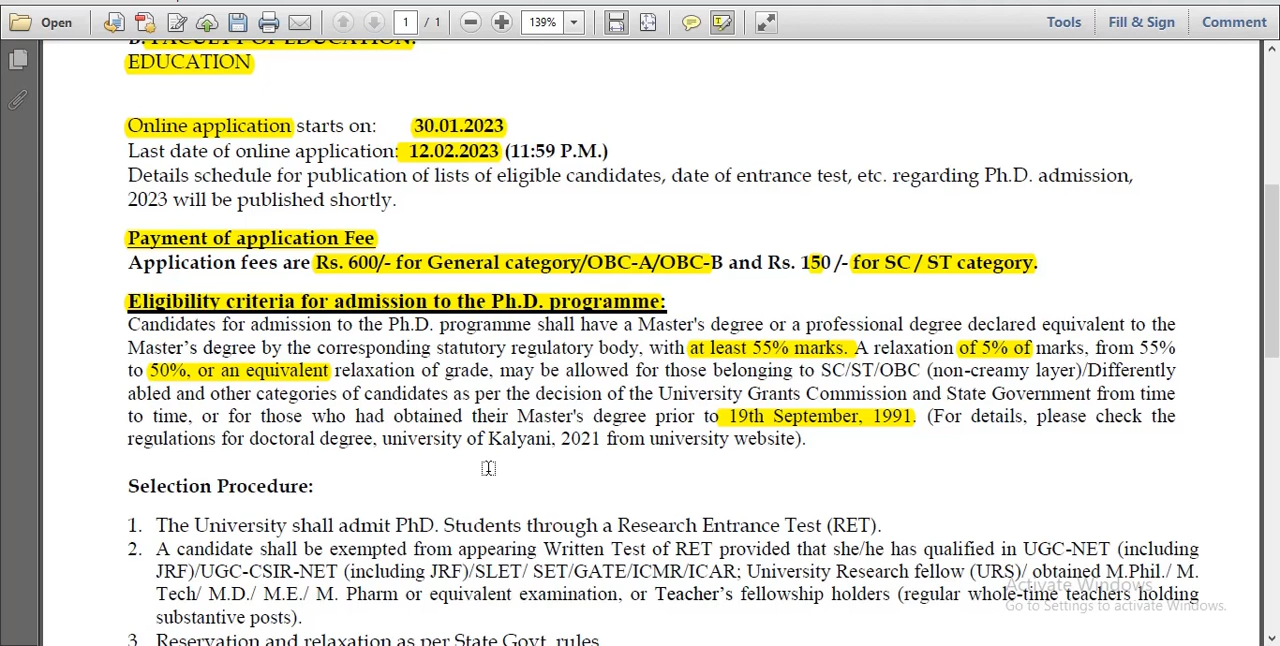 Open
1 / 1
139%
Tools
Fill & Sign
Comment
B. FACULTY OF EDUCATION:
EDUCATION
Online application starts on: 30.01.2023
Last date of online application: 12.02.2023 (11:59 P.M.)
Details schedule for publication of lists of eligible candidates, date of entrance test, etc. regarding Ph.D. admission,
2023 will be published shortly.
Payment of application Fee
Application fees are Rs. 600/- for General category/OBC-A/OBC-B and Rs. 150 /- for SC / ST category.
Eligibility criteria for admission to the Ph.D. programme:
Candidates for admission to the Ph.D. programme shall have a Master's degree or a professional degree declared equivalent to the
Master’s degree by the corresponding statutory regulatory body, with at least 55% marks. A relaxation of 5% of marks, from 55%
to 50%, or an equivalent relaxation of grade, may be allowed for those belonging to SC/ST/OBC (non-creamy layer)/Differently
abled and other categories of candidates as per the decision of the University Grants Commission and State Government from time
to time, or for those who had obtained their Master's degree prior to 19th September, 1991. (For details, please check the
regulations for doctoral degree, university of Kalyani, 2021 from university website).
Selection Procedure:
1. The University shall admit PhD. Students through a Research Entrance Test (RET).
2. A candidate shall be exempted from appearing Written Test of RET provided that she/he has qualified in UGC-NET (including
JRF)/UGC-CSIR-NET (including JRF)/SLET/ SET/GATE/ICMR/ICAR; University Research fellow (URS)/ obtained M.Phil./ M.
Tech/ M.D./ M.E./ M. Pharm or equivalent examination, or Teacher’s fellowship holders (regular whole-time teachers holding
substantive posts).
3. Reservation and relaxation as per State Govt. rules
Activate Windows
Go to Settings to activate Windows.